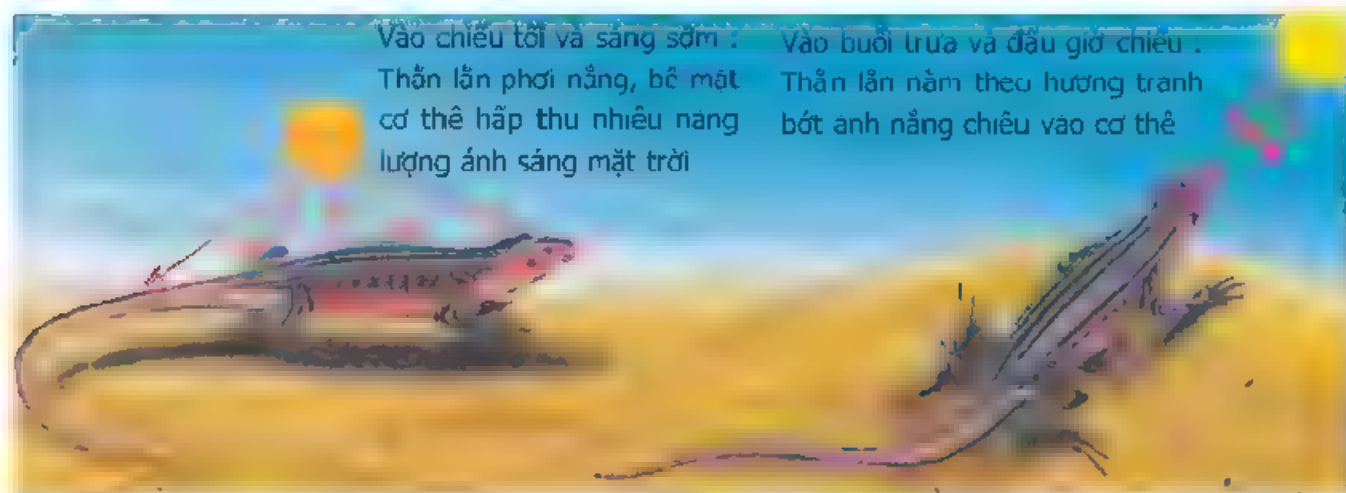 Vào chiều tối và sáng sớm :
Thằn lằn phơi nắng, bề mặt
cơ thể hấp thu nhiều năng
lượng ánh sáng mặt trời
Vào buổi trưa và đầu giờ chiều :
Thằn lằn nằm theo hướng tránh
bớt ánh nắng chiếu vào cơ thể